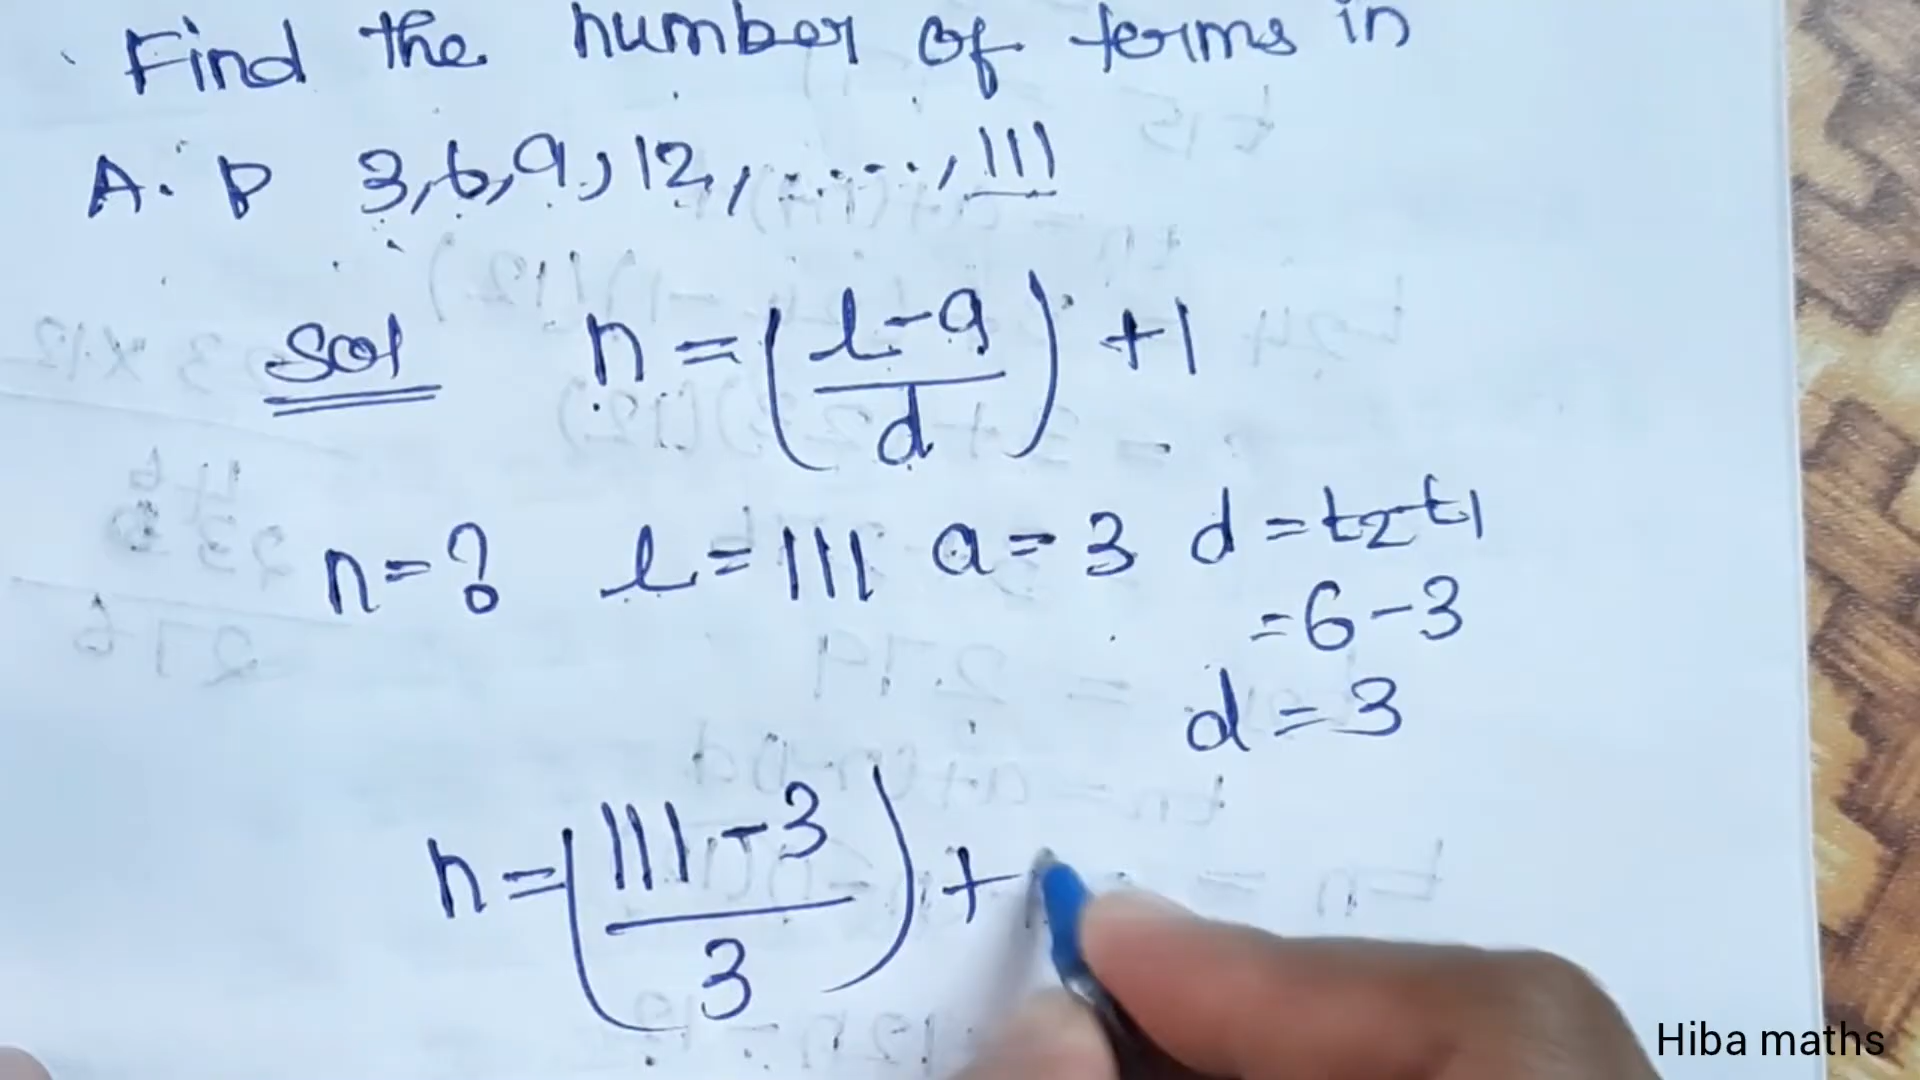 Find the number of terms in
A.P 3,6,9,12,.....,111
Sol n = (l-a/d) +1
n=? l=111 a=3 d=t2-t1
=6-3
d=3
n=(111-3/3)+
Hiba maths